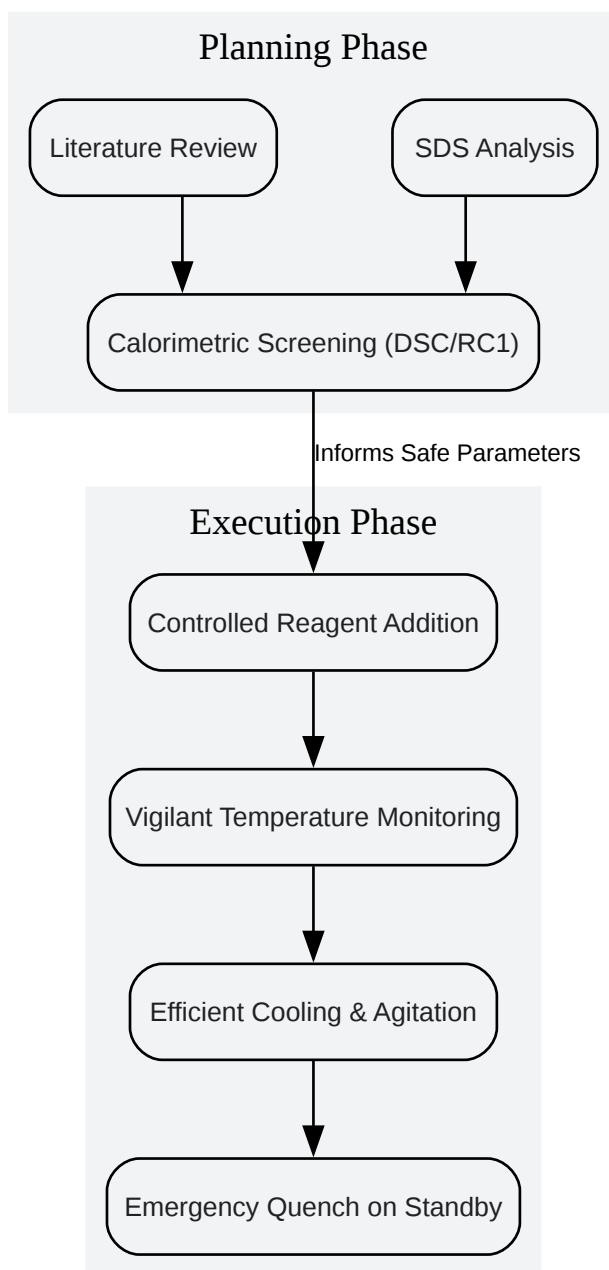 Planning Phase
Literature Review
SDS Analysis
Calorimetric Screening (DSC/RC1)
Informs Safe Parameters
Execution Phase
Controlled Reagent Addition
Vigilant Temperature Monitoring
Efficient Cooling & Agitation
Emergency Quench on Standby